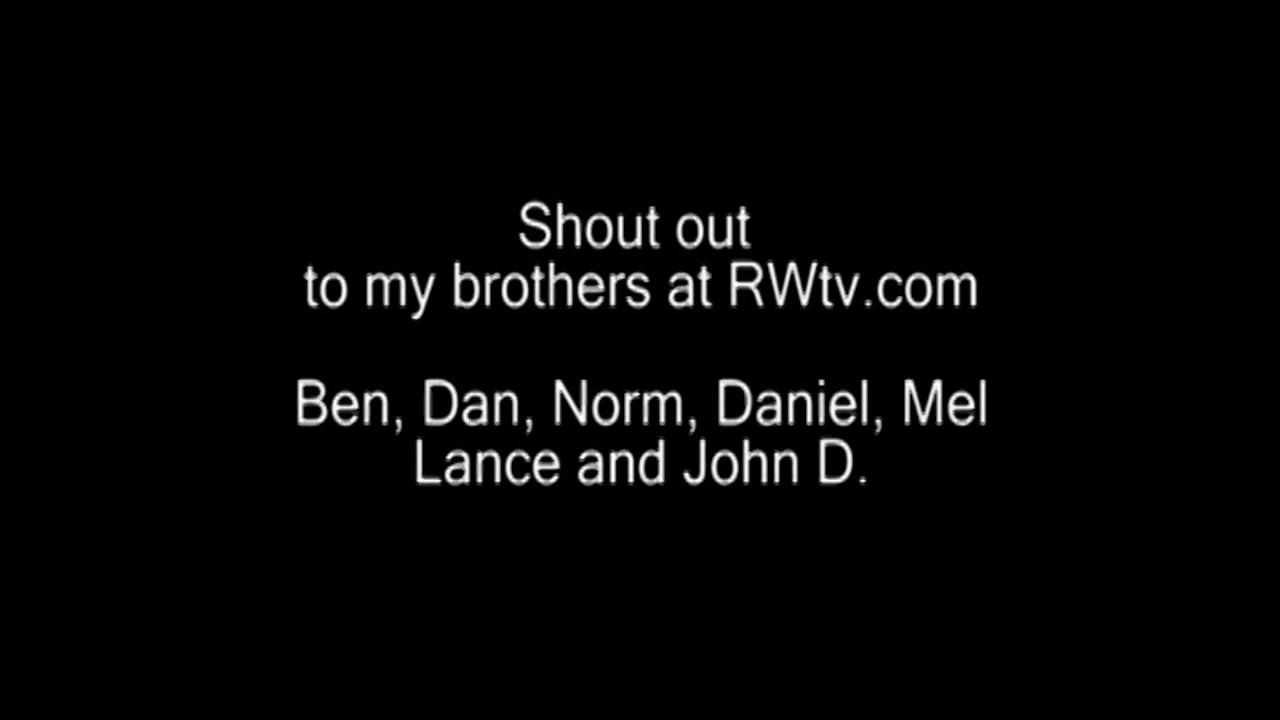 Shout out
to my brothers at RWtv.com
Ben, Dan, Norm, Daniel, Mel
Lance and John D.